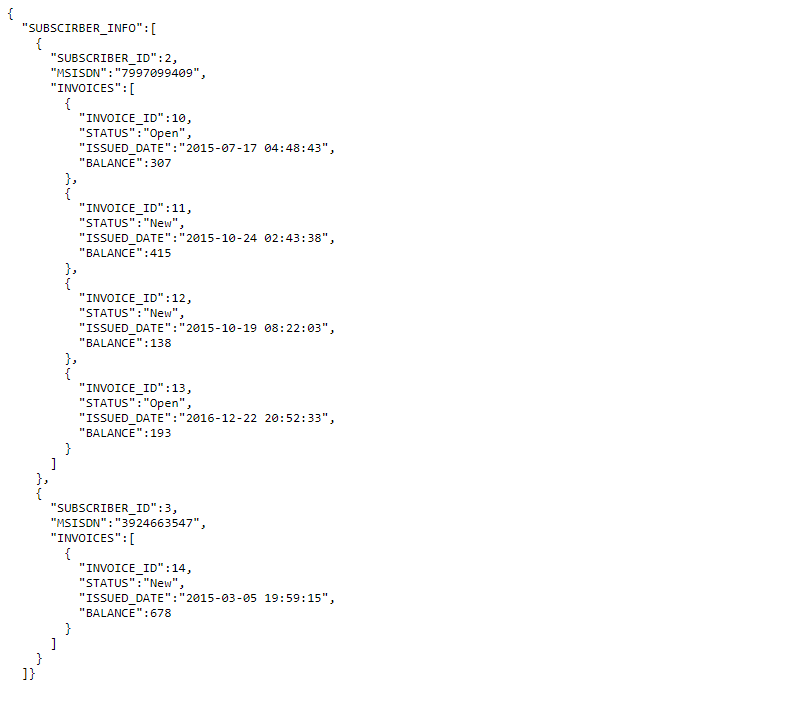 {
  "SUBSCIRBER_INFO":[
    {
      "SUBSCRIBER_ID":2,
      "MSISDN":"7997099409",
      "INVOICES":[
        {
          "INVOICE_ID":10,
          "STATUS":"Open",
          "ISSUED_DATE":"2015-07-17 04:48:43",
          "BALANCE":307
        },
        {
          "INVOICE_ID":11,
          "STATUS":"New",
          "ISSUED_DATE":"2015-10-24 02:43:38",
          "BALANCE":415
        },
        {
          "INVOICE_ID":12,
          "STATUS":"New",
          "ISSUED_DATE":"2015-10-19 08:22:03",
          "BALANCE":138
        },
        {
          "INVOICE_ID":13,
          "STATUS":"Open",
          "ISSUED_DATE":"2016-12-22 20:52:33",
          "BALANCE":193
        }
      ]
    },
    {
      "SUBSCRIBER_ID":3,
      "MSISDN":"3924663547",
      "INVOICES":[
        {
          "INVOICE_ID":14,
          "STATUS":"New",
          "ISSUED_DATE":"2015-03-05 19:59:15",
          "BALANCE":678
        }
      ]
    }
  ]}